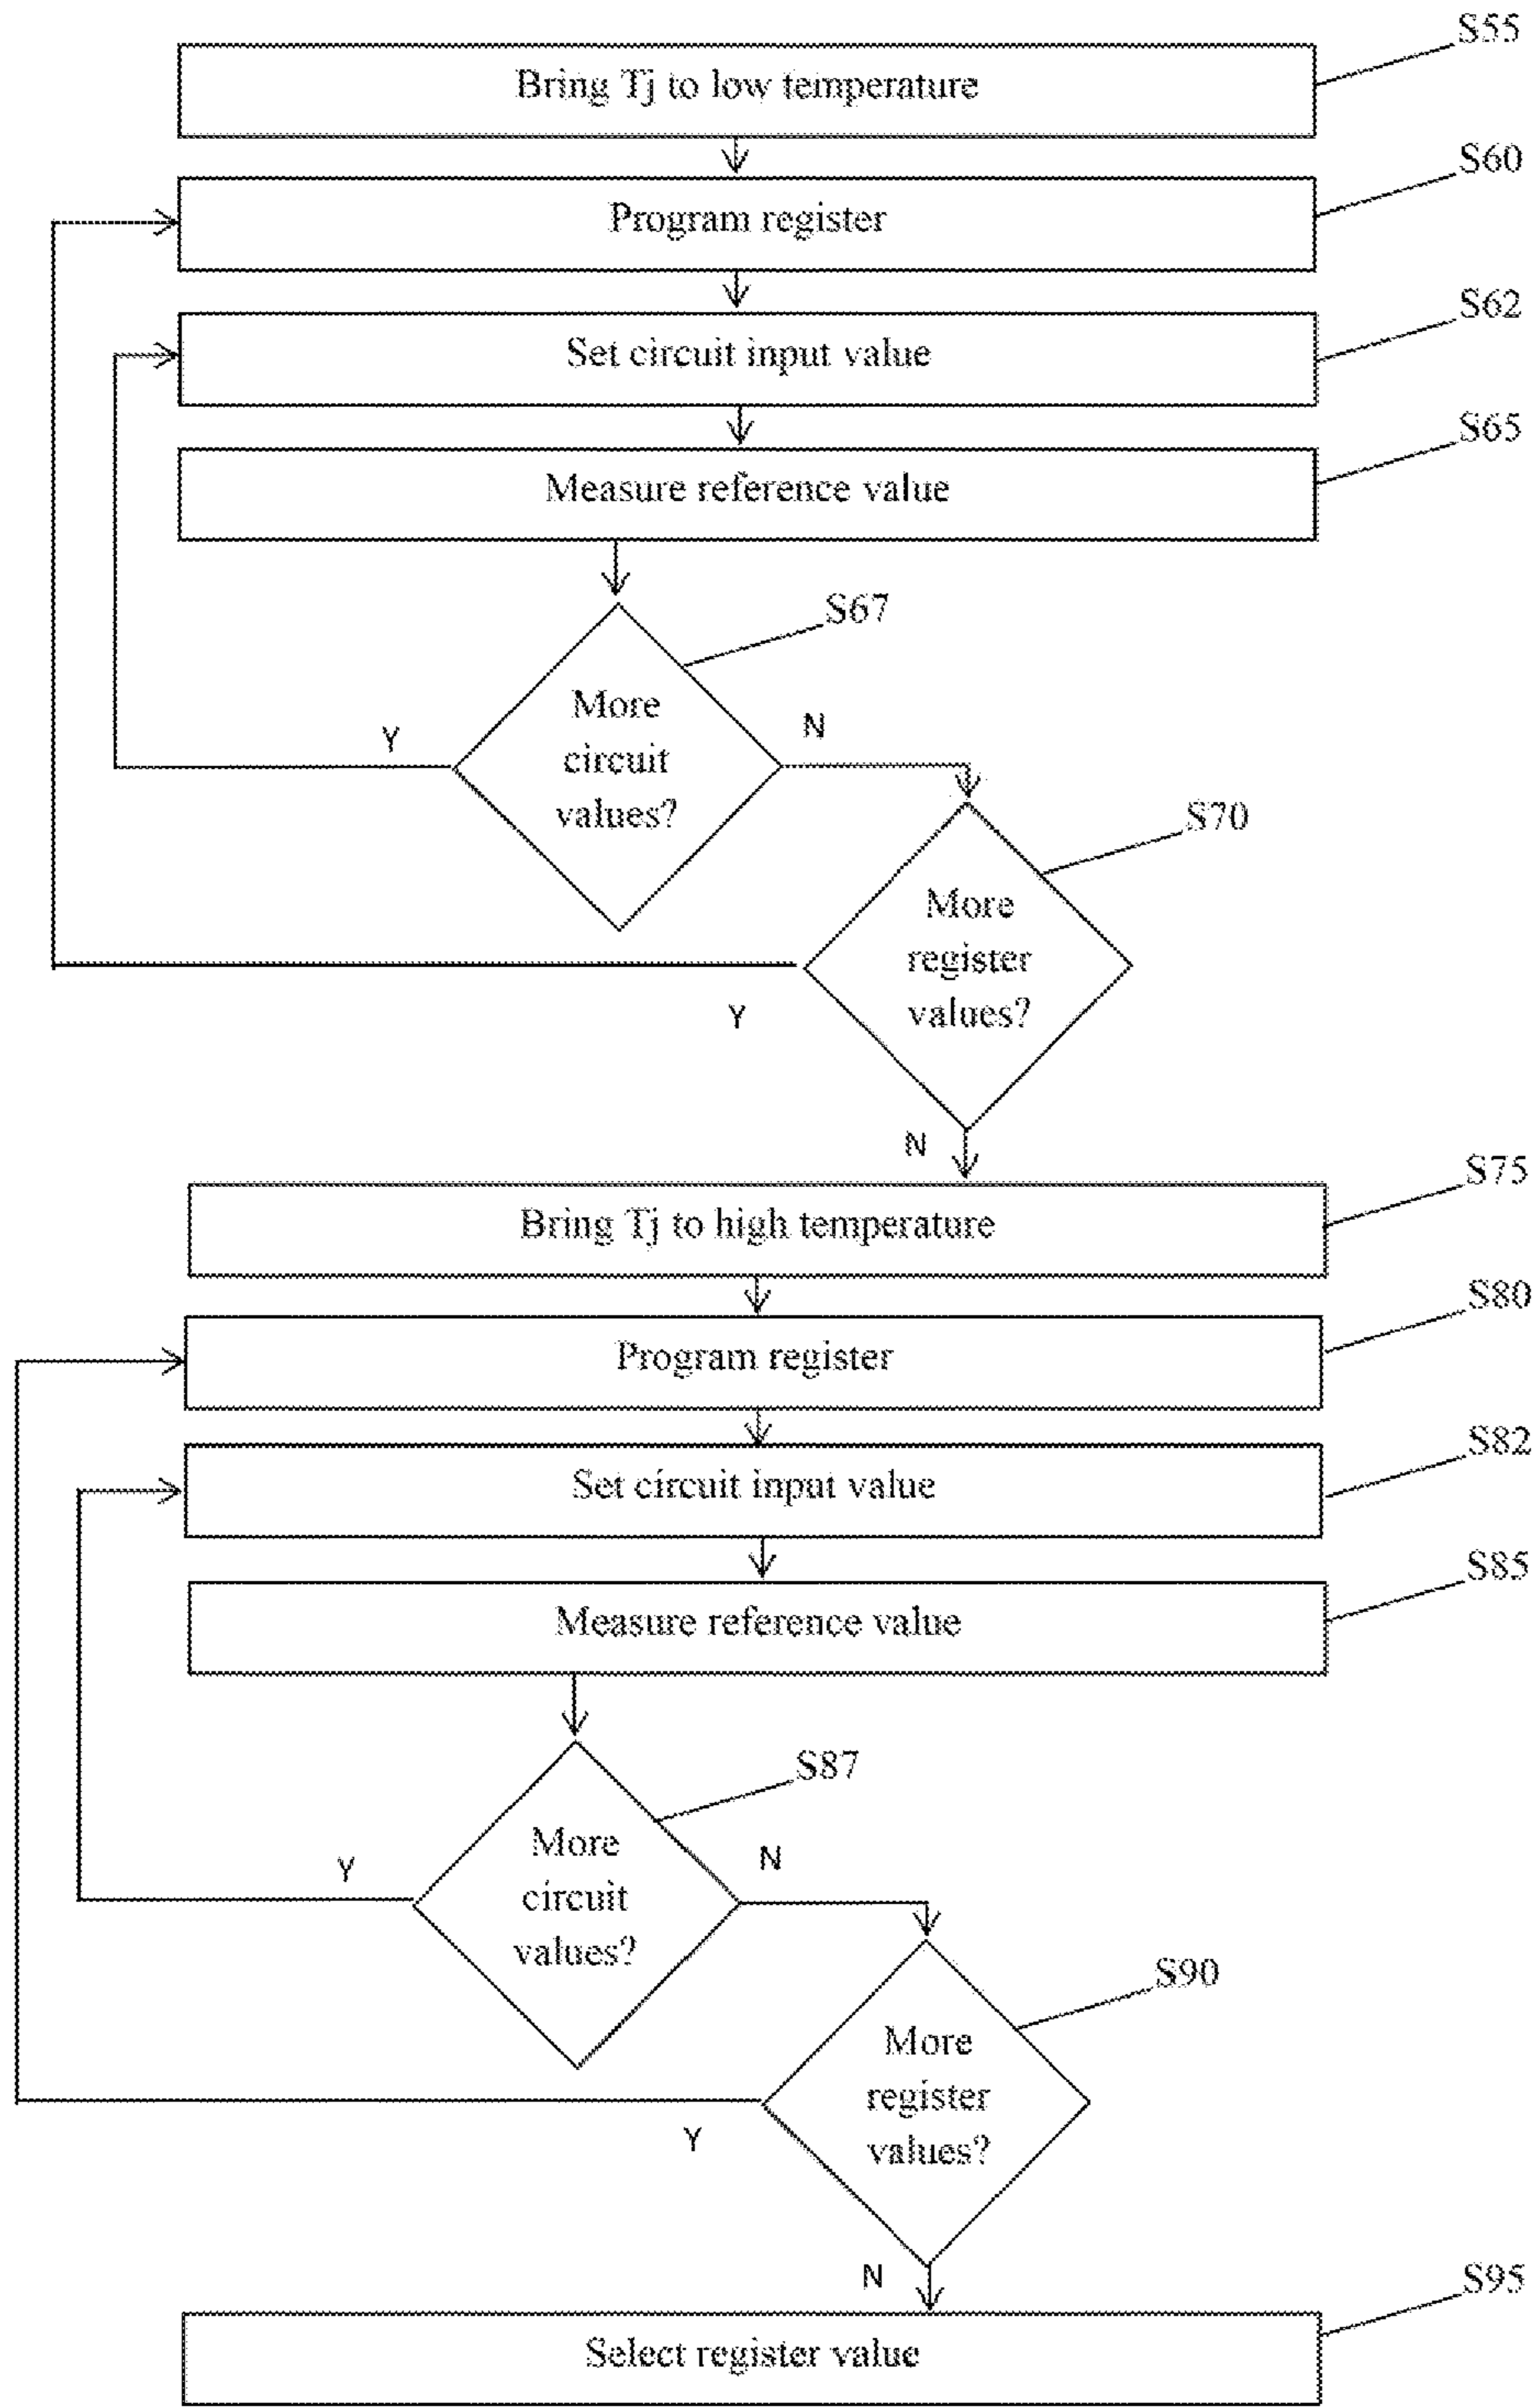 S55
Bring Tj to low temperature
S60
Program register
S62
Set circuit input value
S65
Measure reference value
S67
More
circuit
values?
Y
N
S70
More
register
values?
Y
N
S75
Bring Tj to high temperature
S80
Program register
S82
Set circuit input value
S85
Measure reference value
S87
More
circuit
values?
Y
N
S90
More
register
values?
Y
N
S95
Select register value